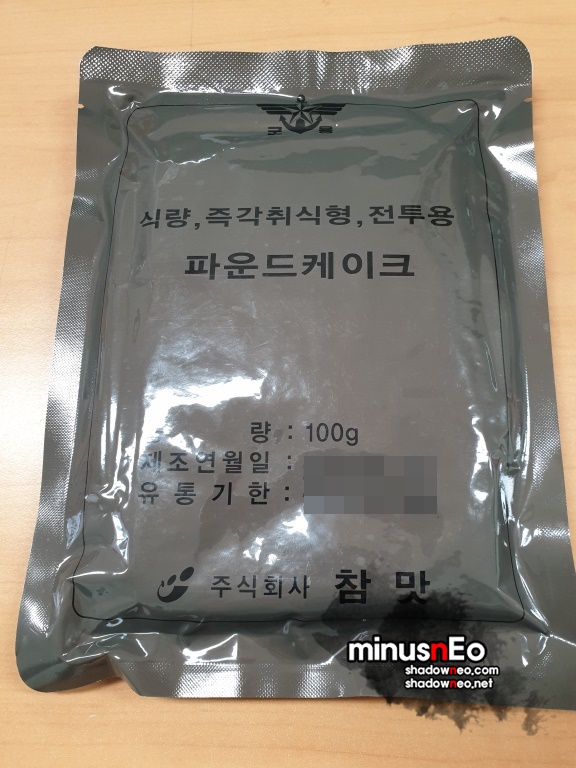 군용
식량,즉각취식형,전투용
파운드케이크
량 : 100g
제조연월일 :
유통기한 :
주식회사 참맛
minusnEo
shadowneo.com
shadowneo.net